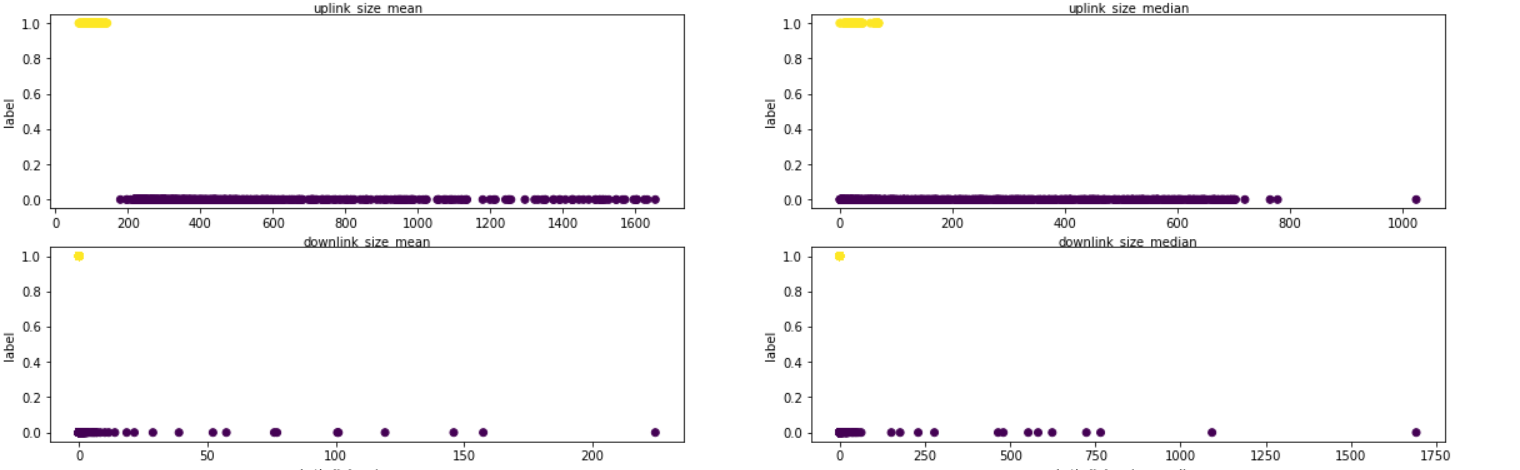 uplink_size_mean
1.0
0.8
0.6
0.4
0.2
0.0
label
0 200 400 600 800 1000 1200 1400 1600
uplink_size_median
1.0
0.8
0.6
0.4
0.2
0.0
label
0 200 400 600 800 1000
downlink_size_mean
1.0
0.8
0.6
0.4
0.2
0.0
label
0 50 100 150 200
downlink_size_median
1.0
0.8
0.6
0.4
0.2
0.0
label
0 250 500 750 1000 1250 1500 1750